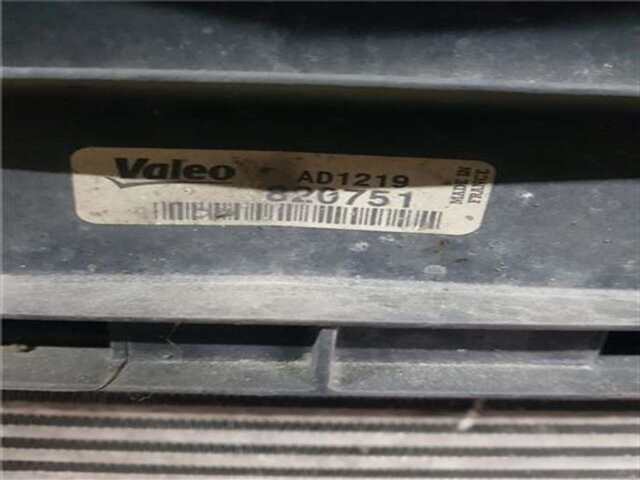 Valeo
AD1219
820751
MADE IN
FRANCE